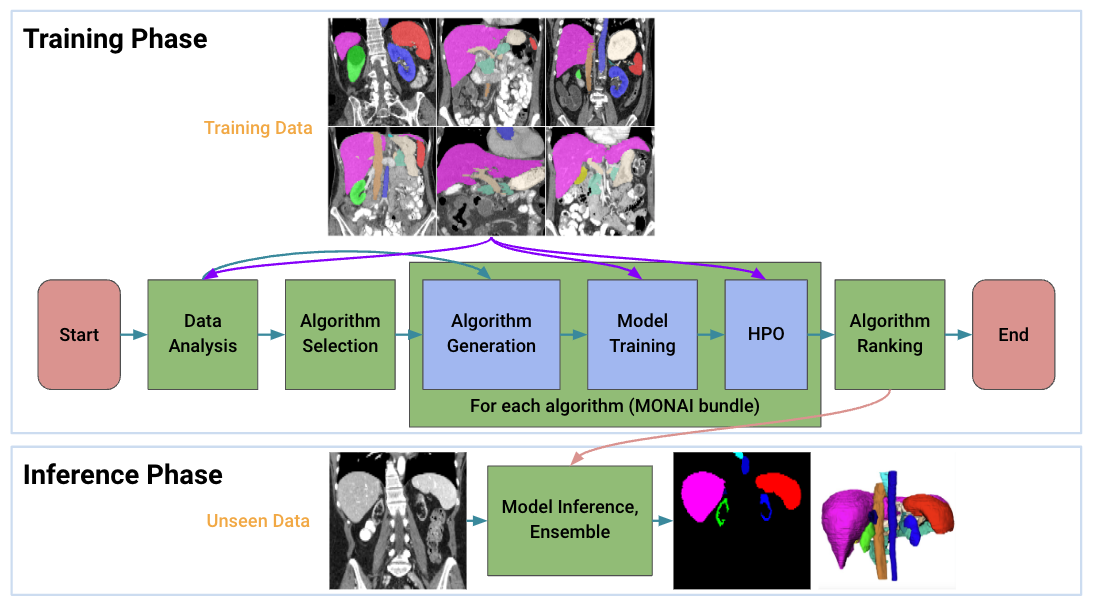 Training Phase
Training Data
Start
Data
Analysis
Algorithm
Selection
Algorithm
Generation
Model
Training
HPO
Algorithm
Ranking
End
For each algorithm (MONAI bundle)
Inference Phase
Unseen Data
Model Inference,
Ensemble